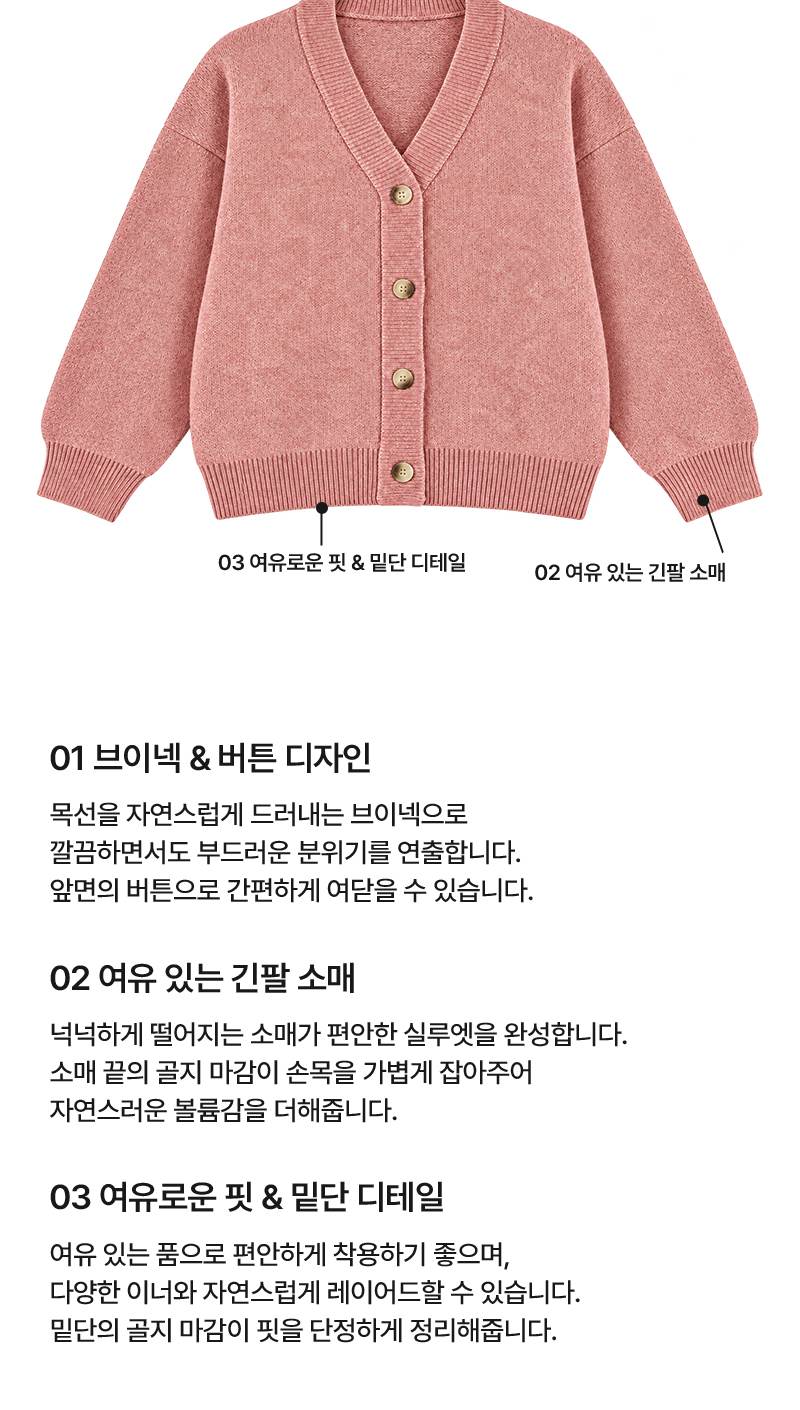 03 여유로운 핏 & 밑단 디테일
02 여유 있는 긴팔 소매
01 브이넥 & 버튼 디자인
목선을 자연스럽게 드러내는 브이넥으로
깔끔하면서도 부드러운 분위기를 연출합니다.
앞면의 버튼으로 간편하게 여닫을 수 있습니다.
02 여유 있는 긴팔 소매
넉넉하게 떨어지는 소매가 편안한 실루엣을 완성합니다.
소매 끝의 골지 마감이 손목을 가볍게 잡아주어
자연스러운 볼륨감을 더해줍니다.
03 여유로운 핏 & 밑단 디테일
여유 있는 품으로 편안하게 착용하기 좋으며,
다양한 이너와 자연스럽게 레이어드할 수 있습니다.
밑단의 골지 마감이 핏을 단정하게 정리해줍니다.